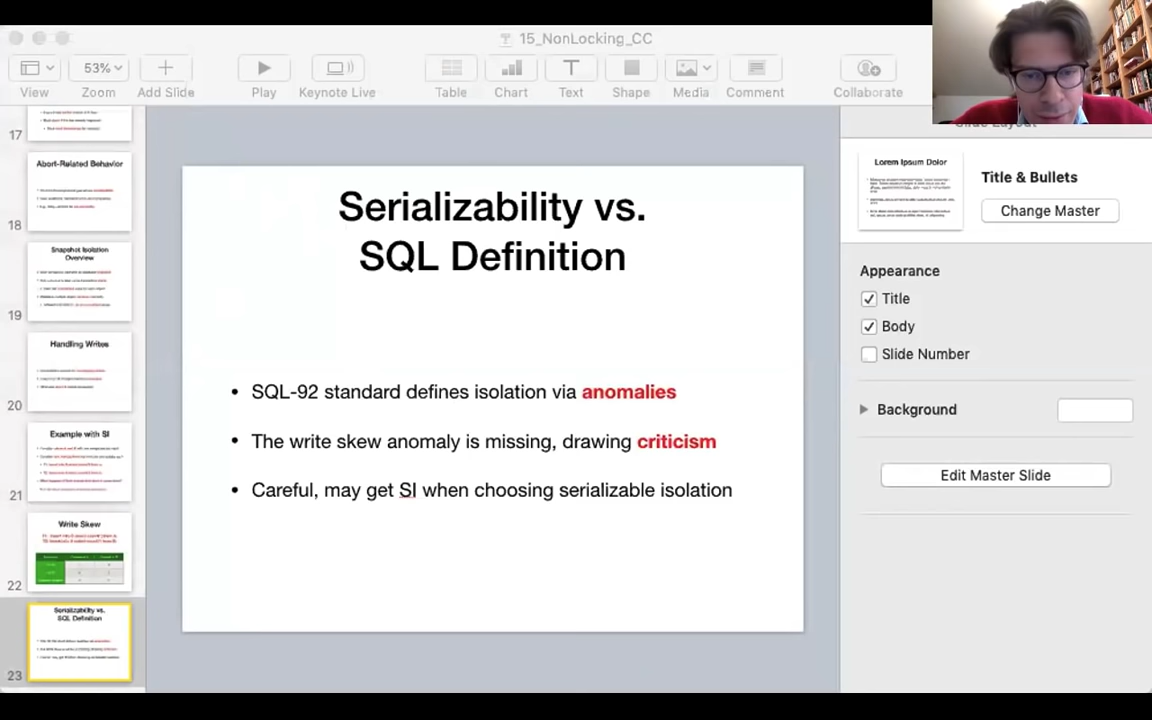 15_NonLocking_CC
53%
View
Zoom
Add Slide
Play
Keynote Live
Table
Chart
Text
Shape
Media
Comment
Collaborate
17
Abort-Related Behavior
18
Snapshot Isolation
Overview
19
Handling Writes
20
Example with SI
21
Write Skew
22
Serializability vs.
SQL Definition
23
Serializability vs.
SQL Definition
• SQL-92 standard defines isolation via anomalies
• The write skew anomaly is missing, drawing criticism
• Careful, may get SI when choosing serializable isolation
Slide Layout
Lorem Ipsum Dolor
Title & Bullets
Change Master
Appearance
Title
Body
Slide Number
Background
Edit Master Slide